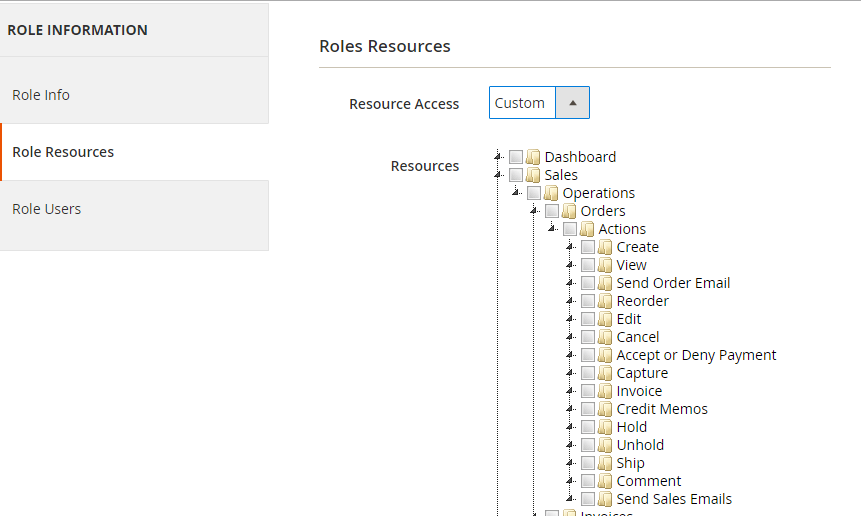 ROLE INFORMATION
Role Info
Role Resources
Role Users
Roles Resources
Resource Access
Custom
Resources
Dashboard
Sales
Operations
Orders
Actions
Create
View
Send Order Email
Reorder
Edit
Cancel
Accept or Deny Payment
Capture
Invoice
Credit Memos
Hold
Unhold
Ship
Comment
Send Sales Emails
Invoices